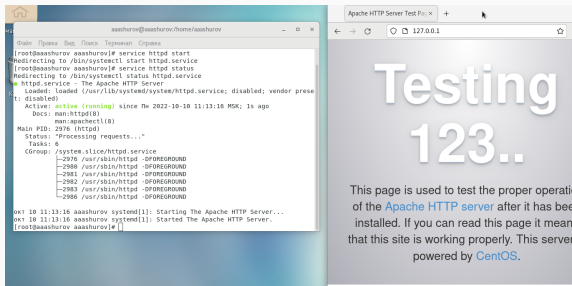 aaashurov@aaashurov:/home/aaashurov
Файл Правка Вид Поиск Терминал Справка
[root@aaashurov aaashurov]# service httpd start
Redirecting to /bin/systemctl start httpd.service
[root@aaashurov aaashurov]# service httpd status
Redirecting to /bin/systemctl status httpd.service
● httpd.service - The Apache HTTP Server
Loaded: loaded (/usr/lib/systemd/system/httpd.service; disabled; vendor prese
t: disabled)
Active: active (running) since Пн 2022-10-10 11:13:16 MSK; 1s ago
Docs: man:httpd(8)
man:apachectl(8)
Main PID: 2976 (httpd)
Status: "Processing requests..."
Tasks: 6
CGroup: /system.slice/httpd.service
├─2976 /usr/sbin/httpd -DFOREGROUND
├─2980 /usr/sbin/httpd -DFOREGROUND
├─2981 /usr/sbin/httpd -DFOREGROUND
├─2982 /usr/sbin/httpd -DFOREGROUND
├─2983 /usr/sbin/httpd -DFOREGROUND
└─2986 /usr/sbin/httpd -DFOREGROUND
окт 10 11:13:16 aaashurov systemd[1]: Starting The Apache HTTP Server...
окт 10 11:13:16 aaashurov systemd[1]: Started The Apache HTTP Server.
[root@aaashurov aaashurov]#
Apache HTTP Server Test Pag
127.0.0.1
Testing
123..
This page is used to test the proper operatio
of the Apache HTTP server after it has bee
installed. If you can read this page it mean
that this site is working properly. This server
powered by CentOS.